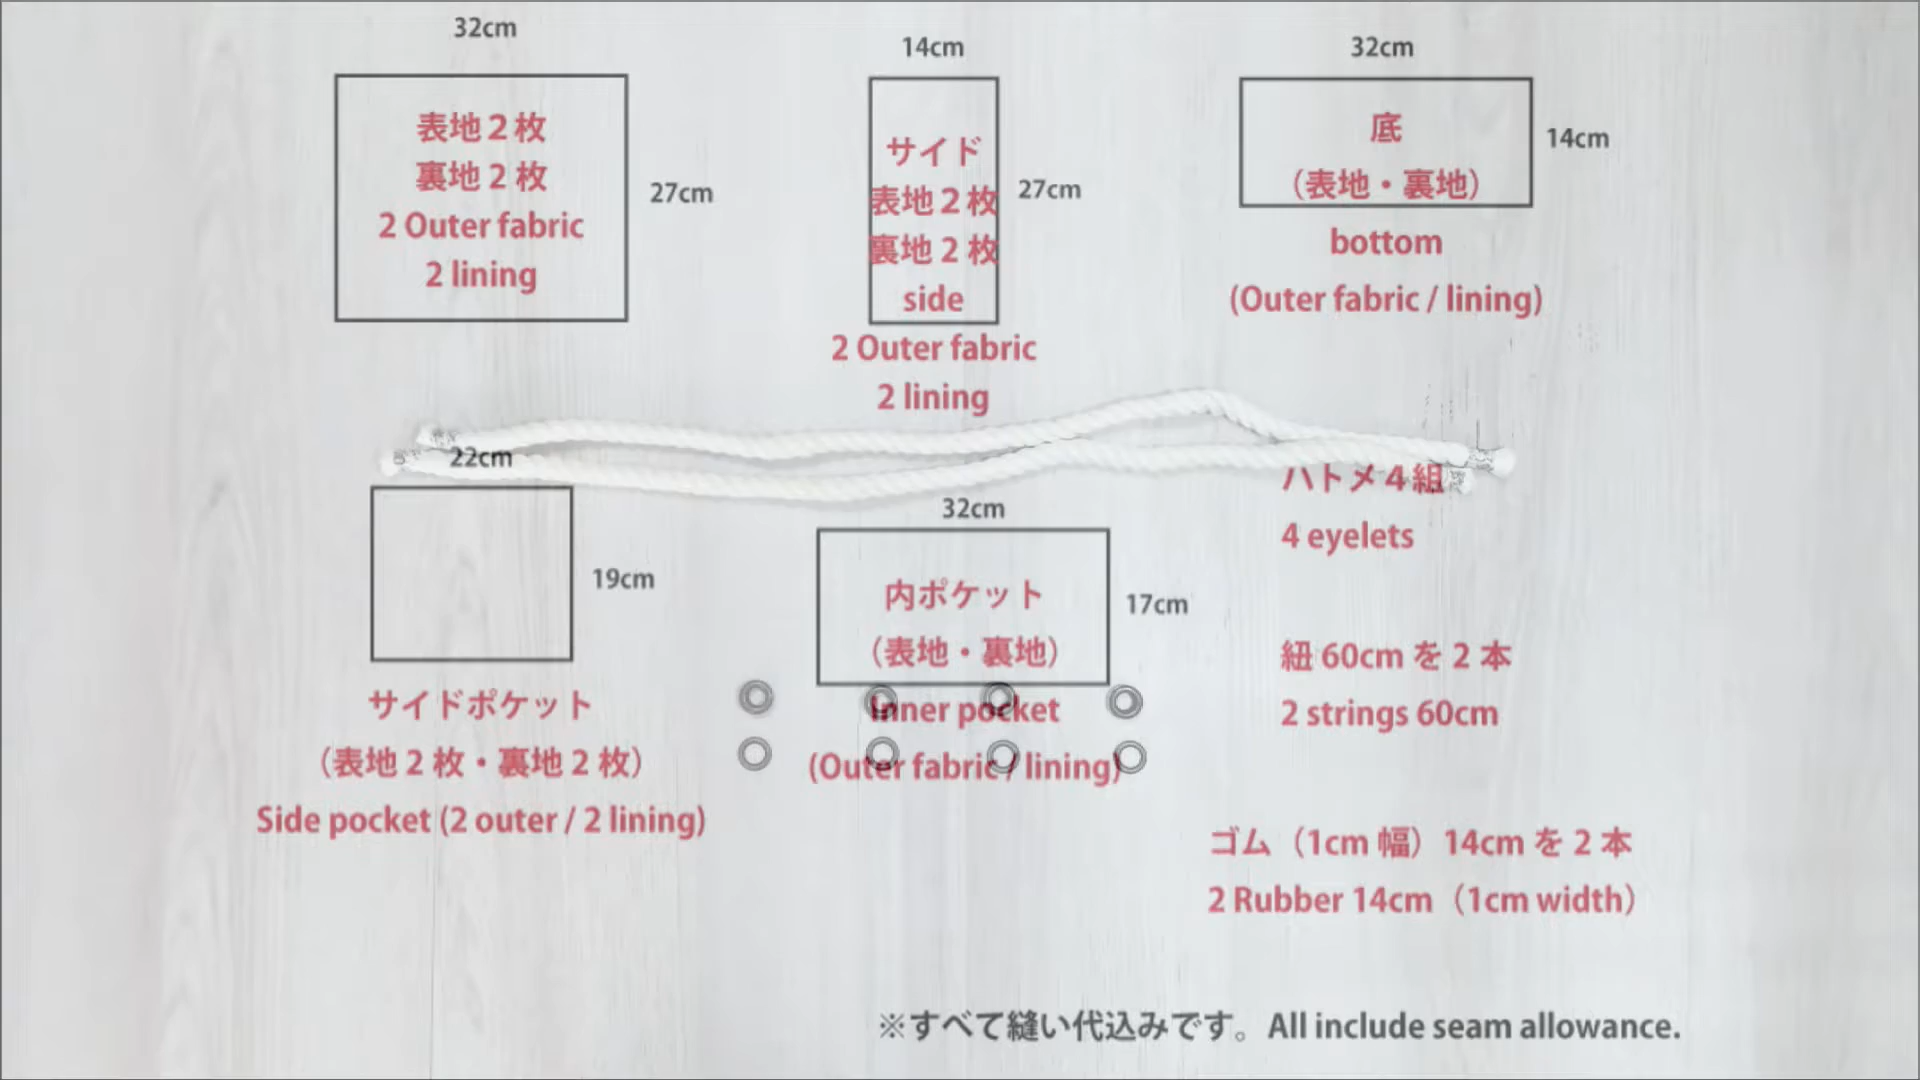 32cm
表地２枚
裏地２枚
2 Outer fabric
2 lining
27cm
14cm
サイド
表地２枚
裏地２枚
side
2 Outer fabric
2 lining
27cm
32cm
底
（表地・裏地）
bottom
(Outer fabric / lining)
14cm
22cm
19cm
サイドポケット
（表地２枚・裏地２枚）
Side pocket (2 outer / 2 lining)
32cm
内ポケット
（表地・裏地）
Inner pocket
(Outer fabric / lining)
17cm
ハトメ４組
4 eyelets
紐 60cm を 2 本
2 strings 60cm
ゴム（1cm 幅）14cm を 2 本
2 Rubber 14cm（1cm width）
※すべて縫い代込みです。All include seam allowance.